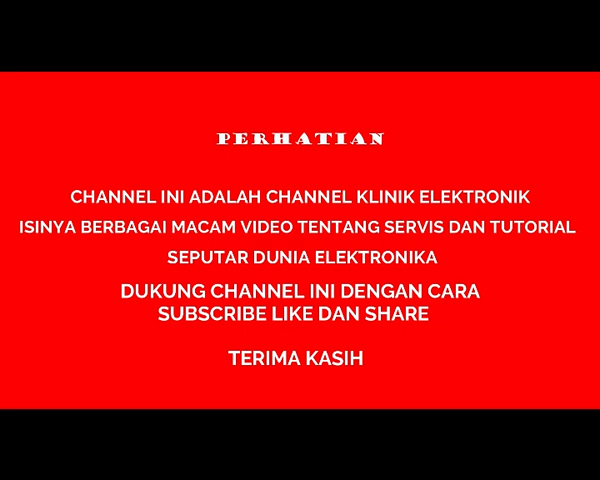 PERHATIAN
CHANNEL INI ADALAH CHANNEL KLINIK ELEKTRONIK
ISINYA BERBAGAI MACAM VIDEO TENTANG SERVIS DAN TUTORIAL
SEPUTAR DUNIA ELEKTRONIKA
DUKUNG CHANNEL INI DENGAN CARA
SUBSCRIBE LIKE DAN SHARE
TERIMA KASIH